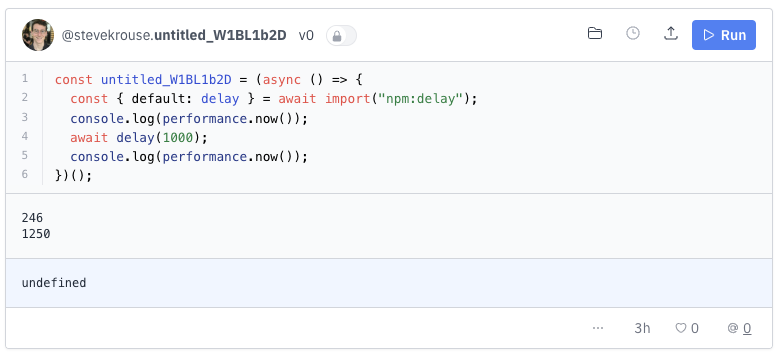 @stevekrouse.untitled_W1BL1b2D v0 Run
1 const untitled_W1BL1b2D = (async () => {
2 const { default: delay } = await import("npm:delay");
3 console.log(performance.now());
4 await delay(1000);
5 console.log(performance.now());
6 })();
246
1250
undefined
... 3h 0 @ 0